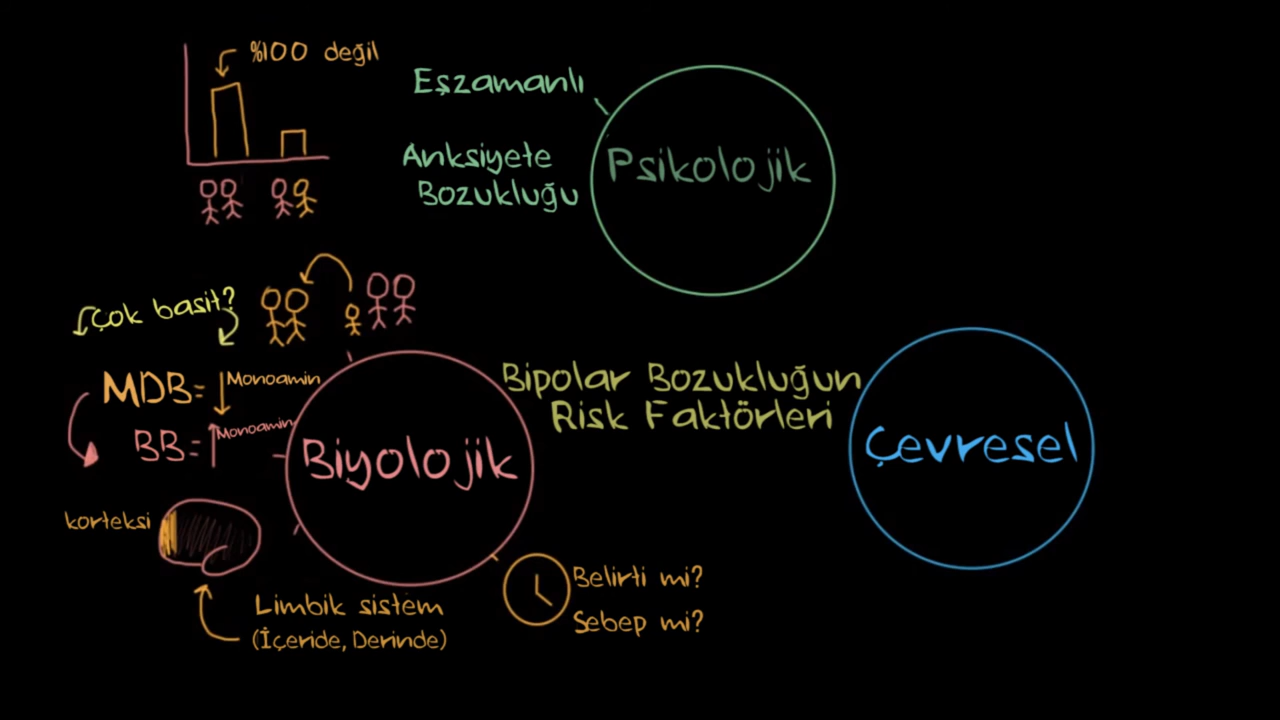 %100 değil
Eşzamanlı
Anksiyete
Bozukluğu
Psikolojik
Çok basit?
MDB=↓Monoamin
BB=↑Monoamin
Bipolar Bozukluğun
Risk Faktörleri
Biyolojik
Çevresel
korteksi
Limbik sistem
(İçeride, Derinde)
Belirti mi?
Sebep mi?